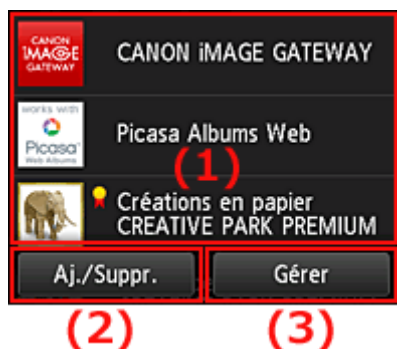 CANON
iMAGE
GATEWAY
CANON iMAGE GATEWAY
works with
Picasa
Web Albums
Picasa Albums Web
(1)
Créations en papier
CREATIVE PARK PREMIUM
Aj./Suppr.
Gérer
(2)
(3)